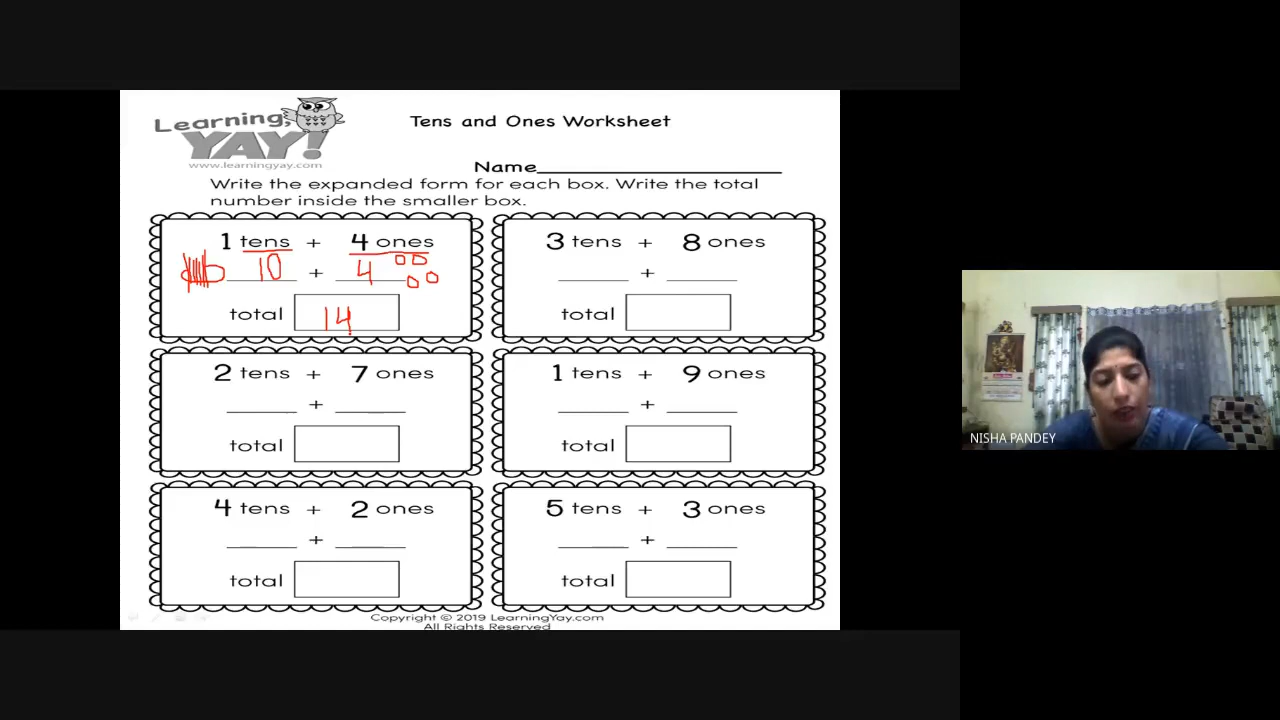 Learning,
YAY!
www.learningyay.com
Tens and Ones Worksheet
Name
Write the expanded form for each box. Write the total
number inside the smaller box.
1 tens + 4 ones
10 + 4
total 14
3 tens + 8 ones
+
total
2 tens + 7 ones
+
total
1 tens + 9 ones
+
total
4 tens + 2 ones
+
total
5 tens + 3 ones
+
total
Copyright © 2019 LearningYay.com
All Rights Reserved
NISHA PANDEY